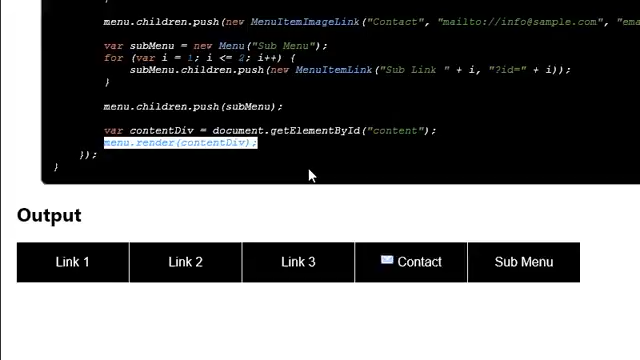 menu.children.push(new MenuItemImageLink("Contact", "mailto://info@sample.com", "ema
var subMenu = new Menu("Sub Menu");
for (var i = 1; i <= 2; i++) {
subMenu.children.push(new MenuItemLink("Sub Link " + i, "?id=" + i));
}
menu.children.push(subMenu);
var contentDiv = document.getElementById("content");
menu.render(contentDiv);
});
}
Output
Link 1 Link 2 Link 3 Contact Sub Menu